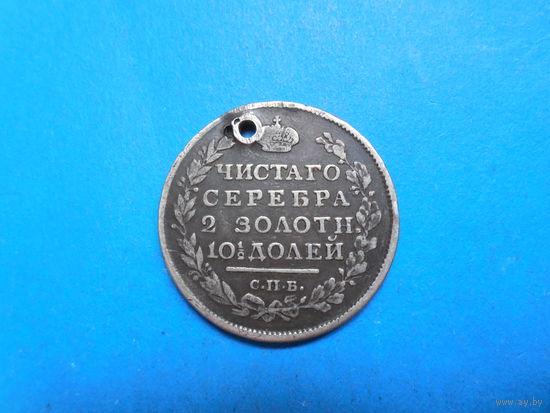 ЧИСТАГО
СЕРЕБРА
2 ЗОЛОТН.
10½ ДОЛЕЙ
С.П.Б.
www.ay.by